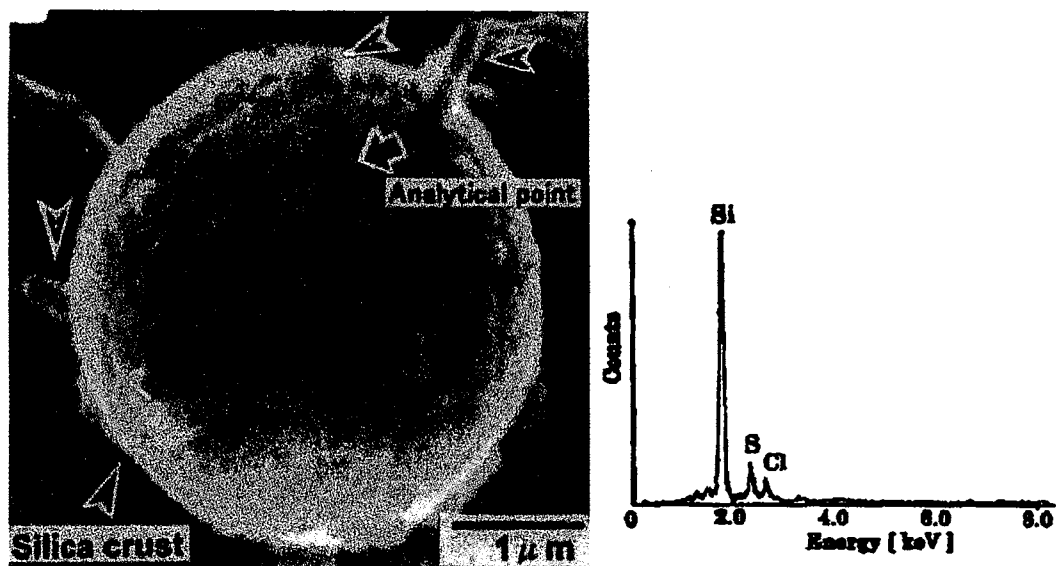 Analytical point
Silica crust
1 μ m
Si
S
Cl
Counts
0 2.0 4.0 6.0 8.0
Energy [ keV ]